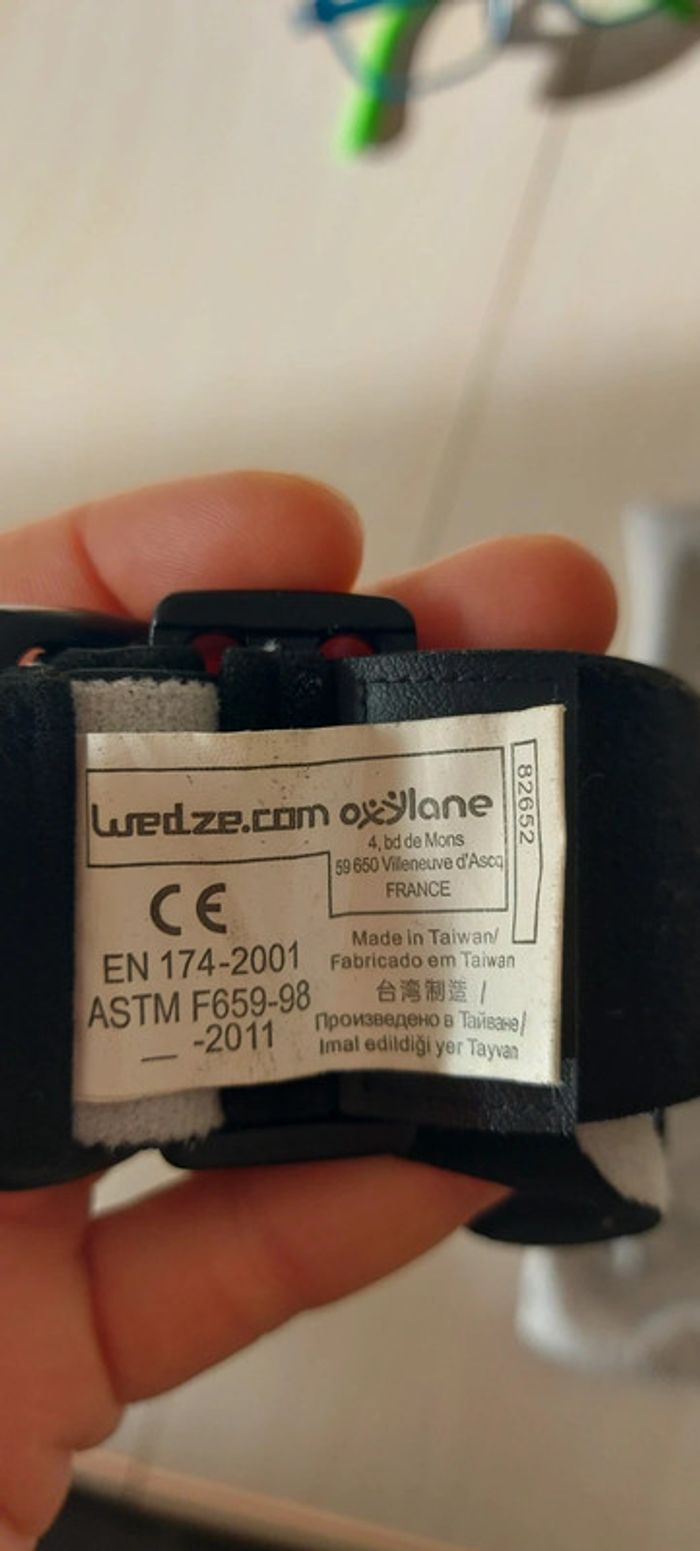 wedze.com oxylane
4, bd de Mons
59 650 Villeneuve d'Ascq
FRANCE
82652
CE
EN 174-2001
ASTM F659-98
_ -2011
Made in Taiwan/
Fabricado em Taiwan
台湾制造 /
Произведено в Тайване/
Imal edildiği yer Tayvan